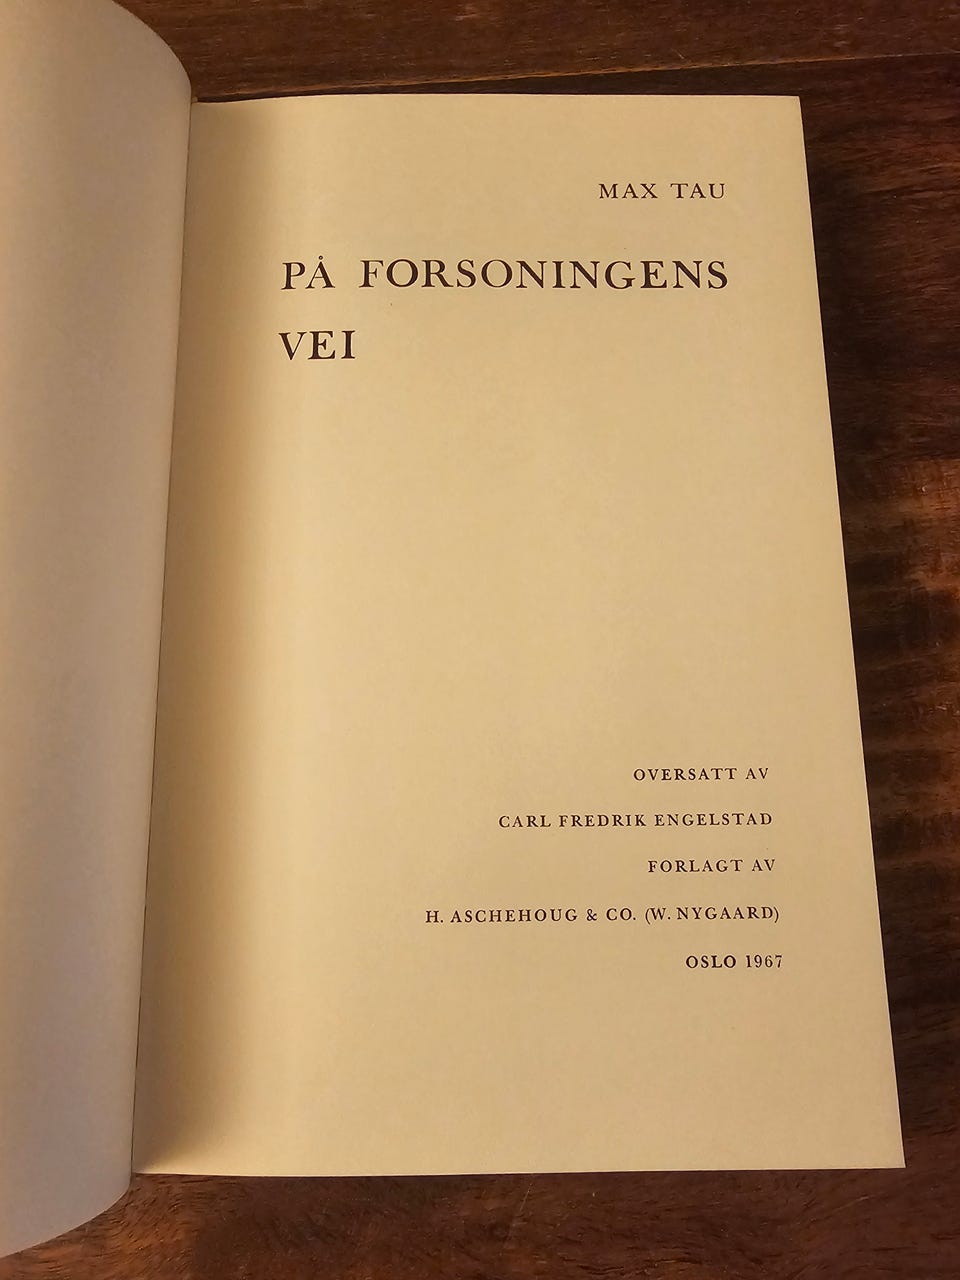 MAX TAU
PÅ FORSONINGENS
VEI
OVERSATT AV
CARL FREDRIK ENGELSTAD
FORLAGT AV
H. ASCHEHOUG & CO. (W. NYGAARD)
OSLO 1967